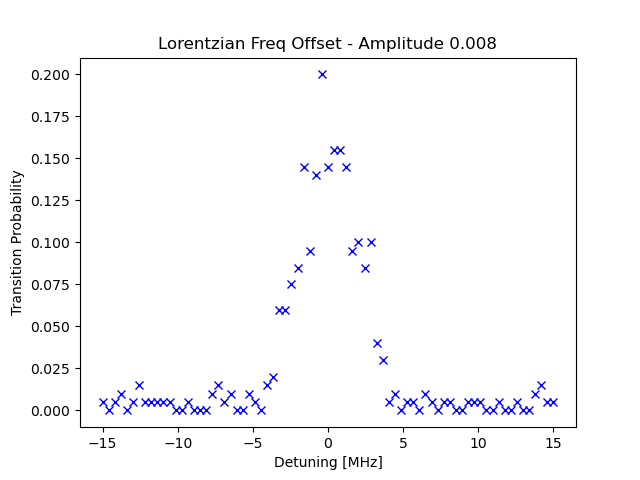 Lorentzian Freq Offset - Amplitude 0.008
Transition Probability
0.200
0.175
0.150
0.125
0.100
0.075
0.050
0.025
0.000
−15 −10 −5 0 5 10 15
Detuning [MHz]